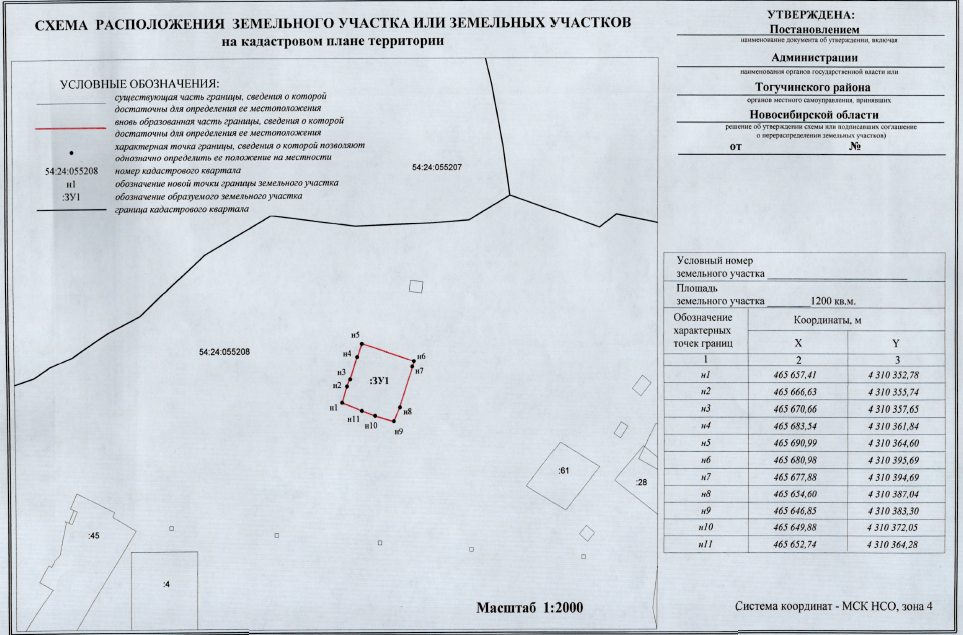 СХЕМА РАСПОЛОЖЕНИЯ ЗЕМЕЛЬНОГО УЧАСТКА ИЛИ ЗЕМЕЛЬНЫХ УЧАСТКОВ
на кадастровом плане территории
УТВЕРЖДЕНА:
Постановлением
наименование документа об утверждении, включая
Администрации
наименования органов государственной власти или
Тогучинского района
органов местного самоуправления, принявших
Новосибирской области
решение об утверждении схемы или подписавших соглашение
о перераспределении земельных участков)
от №
УСЛОВНЫЕ ОБОЗНАЧЕНИЯ:
существующая часть границы, сведения о которой
достаточны для определения ее местоположения
вновь образованная часть границы, сведения о которой
достаточны для определения ее местоположения
характерная точка границы, сведения о которой позволяют
однозначно определить ее положение на местности
54:24:055208 номер кадастрового квартала
н1 обозначение новой точки границы земельного участка
:ЗУ1 обозначение образуемого земельного участка
граница кадастрового квартала
54:24:055207
54:24:055208
н5
н4
н6
н7
н3
:ЗУ1
н2
н1
н8
н11
н10
н9
:61
:28
:45
:4
Масштаб 1:2000
Условный номер
земельного участка
Площадь
земельного участка 1200 кв.м.
Обозначение
характерных
точек границ
Координаты, м
X Y
1 2 3
н1 465 657,41 4 310 352,78
н2 465 666,63 4 310 355,74
н3 465 670,66 4 310 357,65
н4 465 683,54 4 310 361,84
н5 465 690,99 4 310 364,60
н6 465 680,98 4 310 395,69
н7 465 677,88 4 310 394,69
н8 465 654,60 4 310 387,04
н9 465 646,85 4 310 383,30
н10 465 649,88 4 310 372,05
н11 465 652,74 4 310 364,28
Система координат - МСК НСО, зона 4